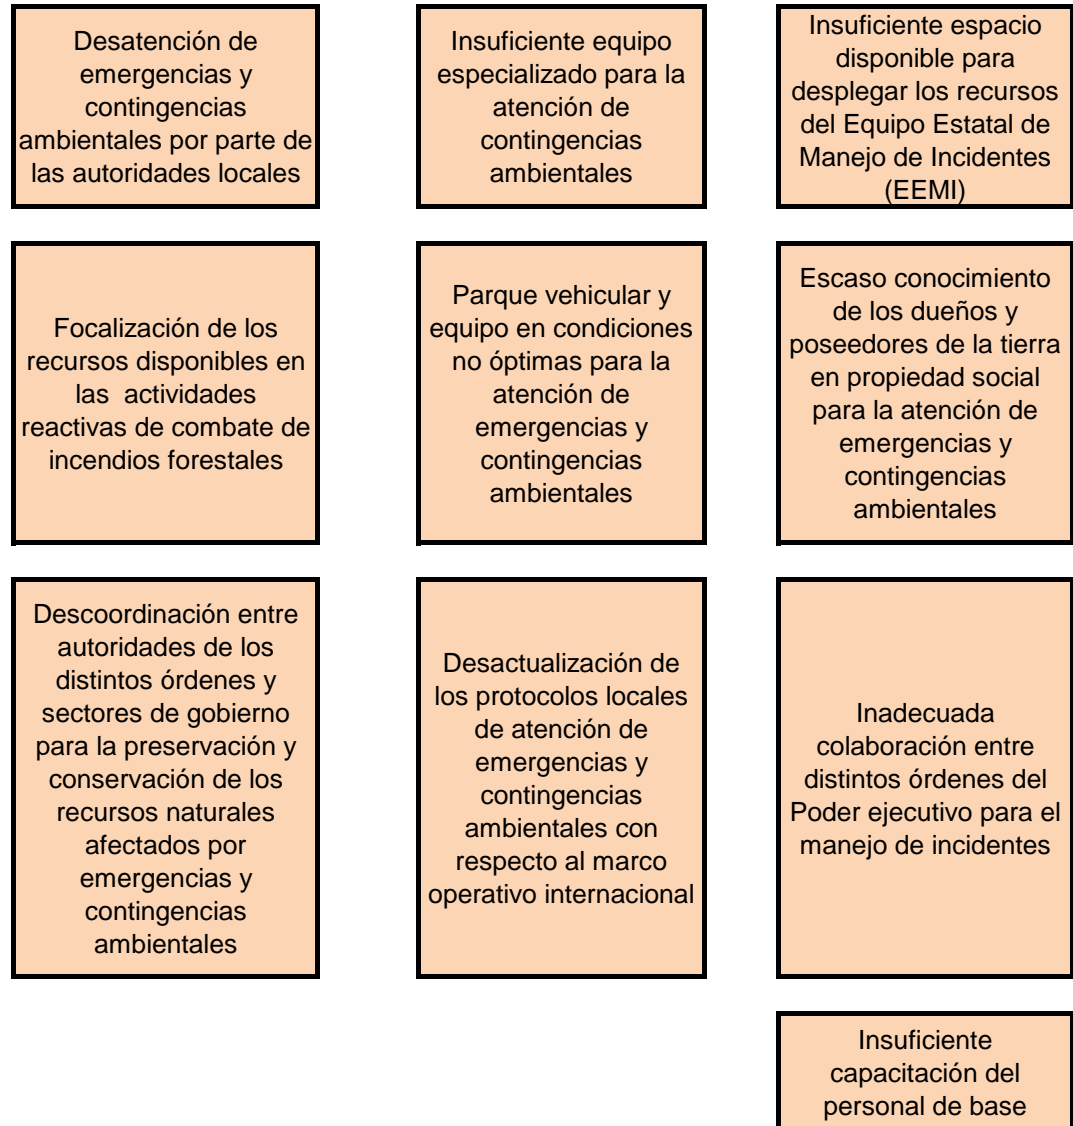 Desatención de
emergencias y
contingencias
ambientales por parte de
las autoridades locales
Insuficiente equipo
especializado para la
atención de
contingencias
ambientales
Insuficiente espacio
disponible para
desplegar los recursos
del Equipo Estatal de
Manejo de Incidentes
(EEMI)
Focalización de los
recursos disponibles en
las actividades
reactivas de combate de
incendios forestales
Parque vehicular y
equipo en condiciones
no óptimas para la
atención de
emergencias y
contingencias
ambientales
Escaso conocimiento
de los dueños y
poseedores de la tierra
en propiedad social
para la atención de
emergencias y
contingencias
ambientales
Descoordinación entre
autoridades de los
distintos órdenes y
sectores de gobierno
para la preservación y
conservación de los
recursos naturales
afectados por
emergencias y
contingencias
ambientales
Desactualización de
los protocolos locales
de atención de
emergencias y
contingencias
ambientales con
respecto al marco
operativo internacional
Inadecuada
colaboración entre
distintos órdenes del
Poder ejecutivo para el
manejo de incidentes
Insuficiente
capacitación del
personal de base